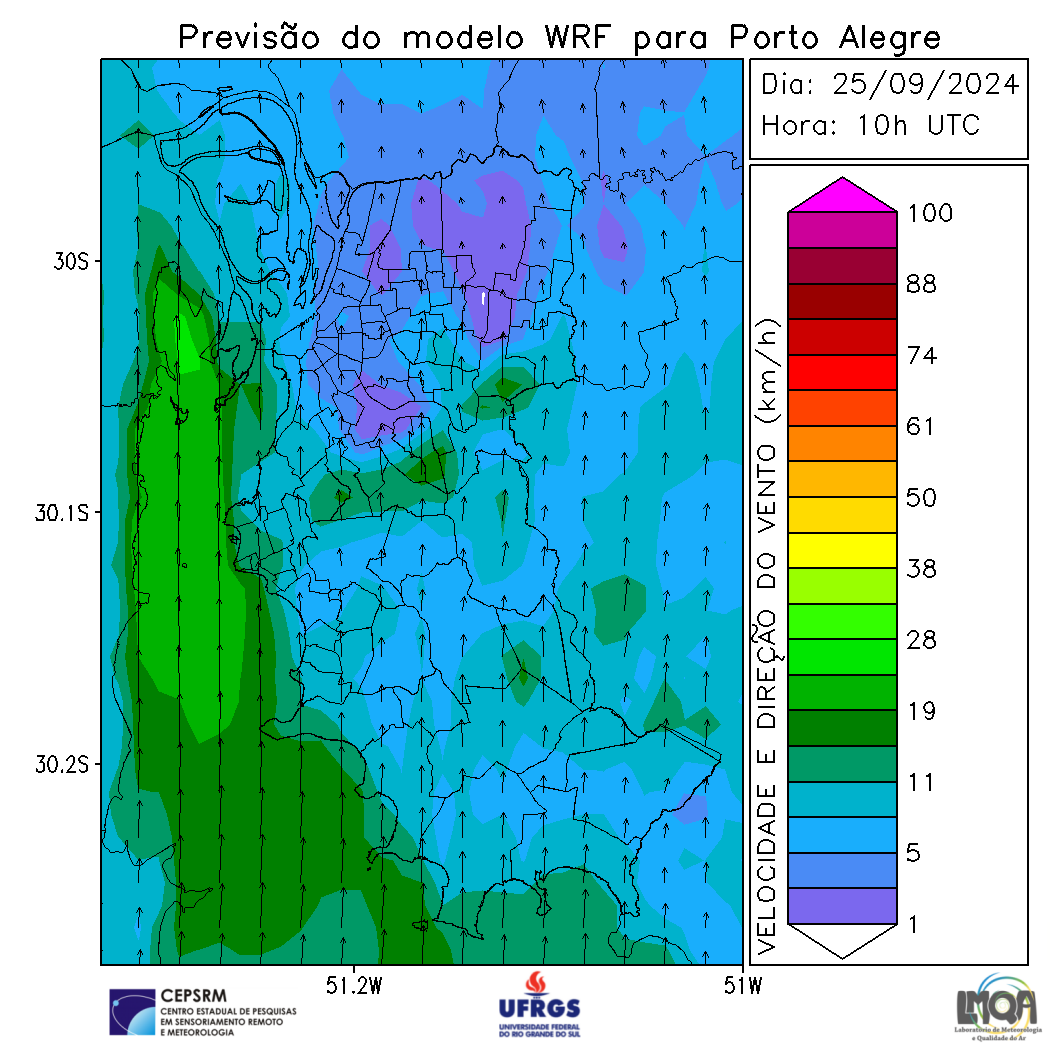 Previsão do modelo WRF para Porto Alegre
Dia: 25/09/2024
Hora: 10h UTC
30S
30.1S
30.2S
51.2W
51W
VELOCIDADE E DIREÇÃO DO VENTO (km/h)
100
88
74
61
50
38
28
19
11
5
1
CEPSRM
CENTRO ESTADUAL DE PESQUISAS
EM SENSORIAMENTO REMOTO
E METEOROLOGIA
UFRGS
UNIVERSIDADE FEDERAL
DO RIO GRANDE DO SUL
LMQA
Laboratório de Meteorologia
e Qualidade do Ar